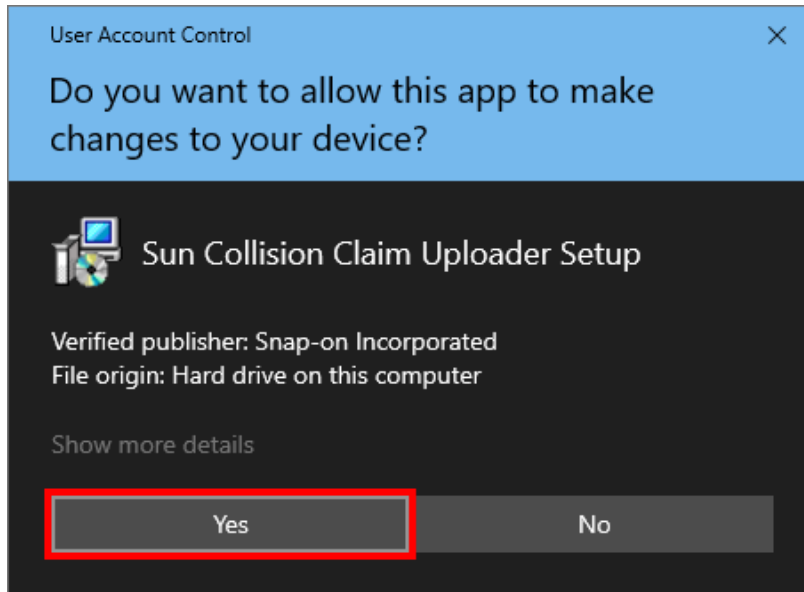 User Account Control
Do you want to allow this app to make
changes to your device?
Sun Collision Claim Uploader Setup
Verified publisher: Snap-on Incorporated
File origin: Hard drive on this computer
Show more details
Yes
No